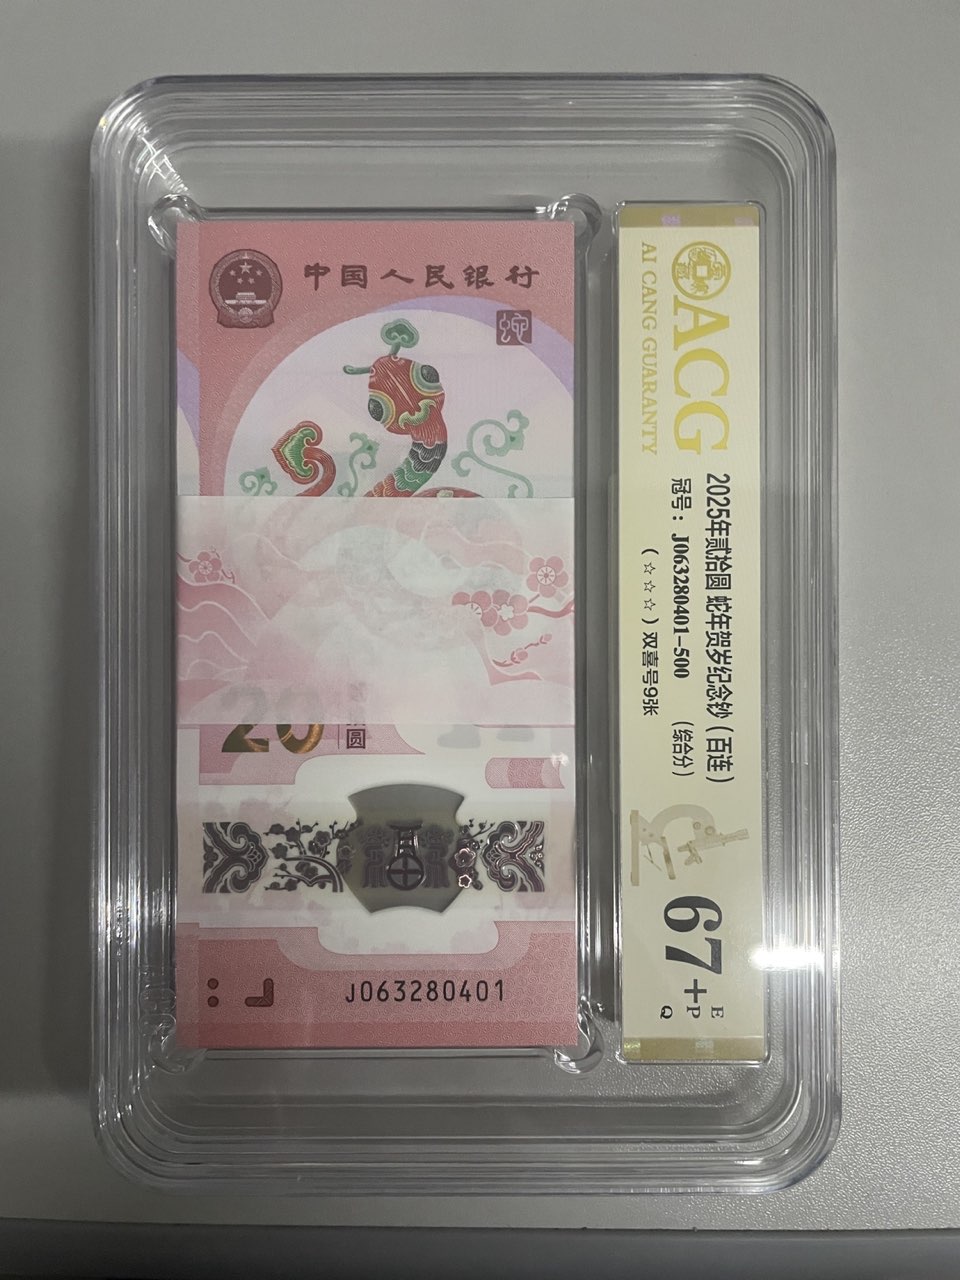 中国人民银行
蛇
20
圆
J063280401
ACG
AI CANG GUARANTY
2025年贰拾圆 蛇年贺岁纪念钞（百连）
冠号：J063280401-500 （综合分）
（☆☆☆）双喜号9张
67+
E
P
Q